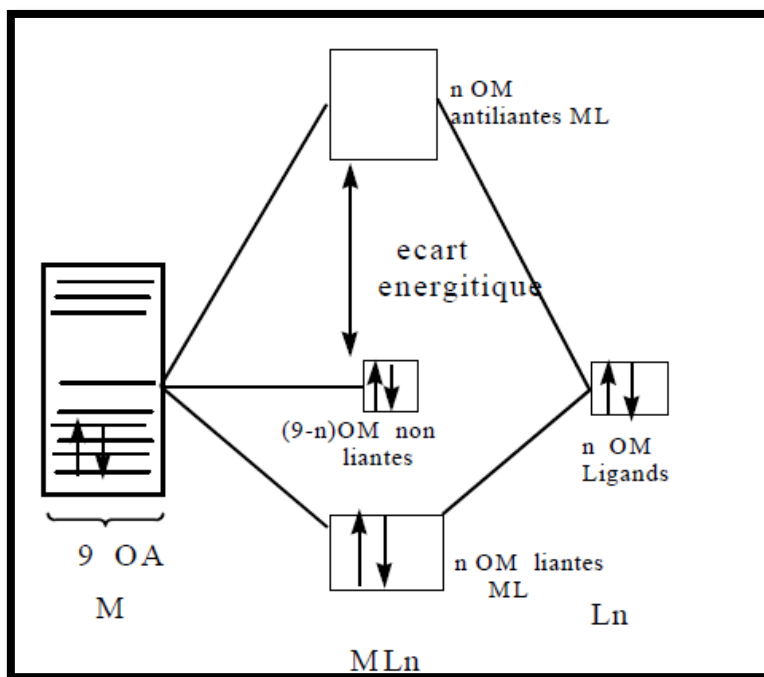 n OM
antiliantes ML
ecart
energitique
(9-n)OM non
liantes
n OM
Ligands
9 OA
n OM liantes
ML
M
Ln
MLn